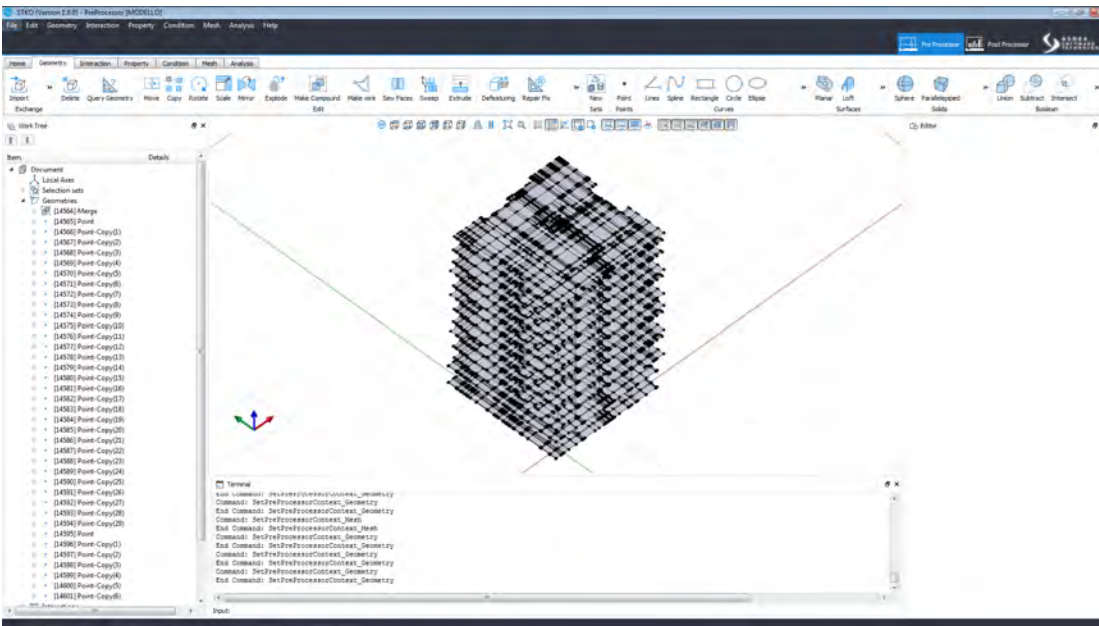 STKO (Version 1.0.0) - PreProcessor [MODELLO]
File Edit Geometry Interaction Property Condition Mesh Analysis Help
Pre Processor Post Processor
Home Geometry Interaction Property Condition Mesh Analysis
Import Delete Query Geometry Move Copy Rotate Scale Mirror Explode Make Compound Make wire Sew Faces Sweep Extrude Defeaturing Repair Fix New Point Lines Spline Rectangle Circle Ellipse Planar Loft Sphere Parallelepiped Union Subtract Intersect
Exchange Edit Sets Points Curves Surfaces Solids Boolean
Work Tree
Editor
Item Details
Document
Local Axes
Selection sets
Geometries
[14564] Merge
[14565] Point
[14566] Point-Copy(1)
[14567] Point-Copy(2)
[14568] Point-Copy(3)
[14569] Point-Copy(4)
[14570] Point-Copy(5)
[14571] Point-Copy(6)
[14572] Point-Copy(7)
[14573] Point-Copy(8)
[14574] Point-Copy(9)
[14575] Point-Copy(10)
[14576] Point-Copy(11)
[14577] Point-Copy(12)
[14578] Point-Copy(13)
[14579] Point-Copy(14)
[14580] Point-Copy(15)
[14581] Point-Copy(16)
[14582] Point-Copy(17)
[14583] Point-Copy(18)
[14584] Point-Copy(19)
[14585] Point-Copy(20)
[14586] Point-Copy(21)
[14587] Point-Copy(22)
[14588] Point-Copy(23)
[14589] Point-Copy(24)
[14590] Point-Copy(25)
[14591] Point-Copy(26)
[14592] Point-Copy(27)
[14593] Point-Copy(28)
[14594] Point-Copy(29)
[14595] Point
[14596] Point-Copy(1)
[14597] Point-Copy(2)
[14598] Point-Copy(3)
[14599] Point-Copy(4)
[14600] Point-Copy(5)
[14601] Point-Copy(6)
Terminal
End Command: SetPreProcessorContext_Geometry
Command: SetPreProcessorContext_Geometry
End Command: SetPreProcessorContext_Geometry
Command: SetPreProcessorContext_Mesh
End Command: SetPreProcessorContext_Mesh
Command: SetPreProcessorContext_Geometry
End Command: SetPreProcessorContext_Geometry
Command: SetPreProcessorContext_Geometry
End Command: SetPreProcessorContext_Geometry
Command: SetPreProcessorContext_Geometry
End Command: SetPreProcessorContext_Geometry
Input: